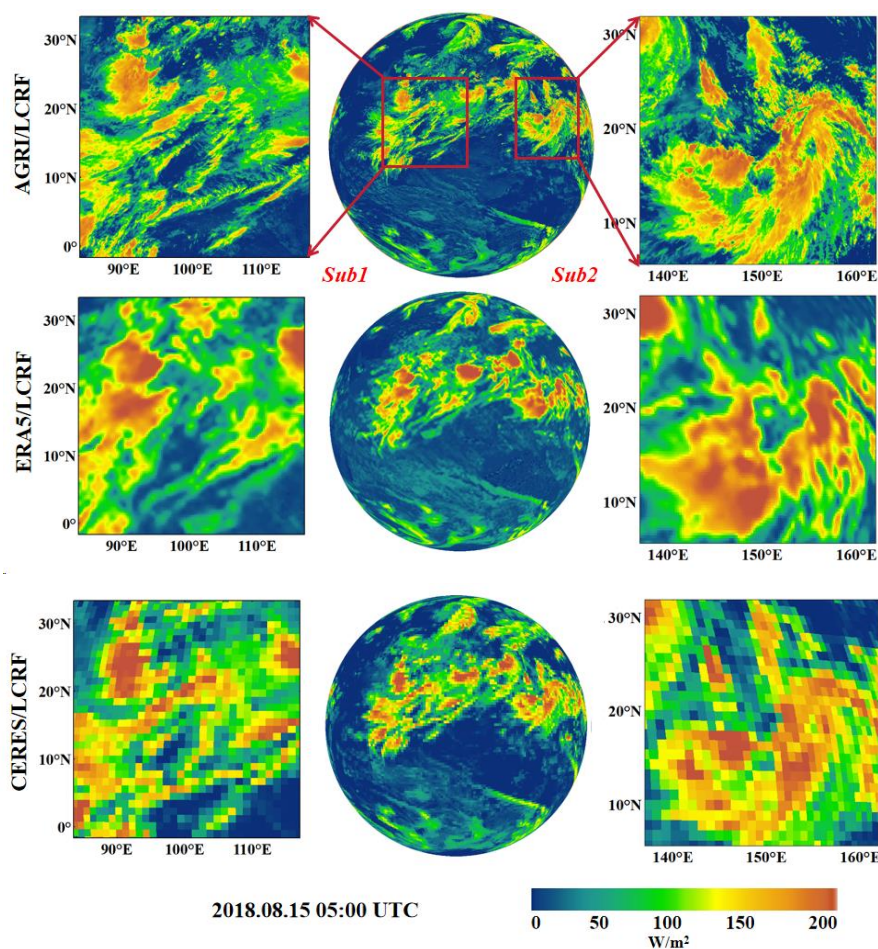 AGRI/LCRF
30°N
20°N
10°N
0°
90°E 100°E 110°E
Sub1
Sub2
30°N
20°N
10°N
140°E 150°E 160°E
ERA5/LCRF
30°N
20°N
10°N
0°
90°E 100°E 110°E
30°N
20°N
10°N
140°E 150°E 160°E
CERES/LCRF
30°N
20°N
10°N
0°
90°E 100°E 110°E
30°N
20°N
10°N
140°E 150°E 160°E
2018.08.15 05:00 UTC
0 50 100 150 200
W/m²